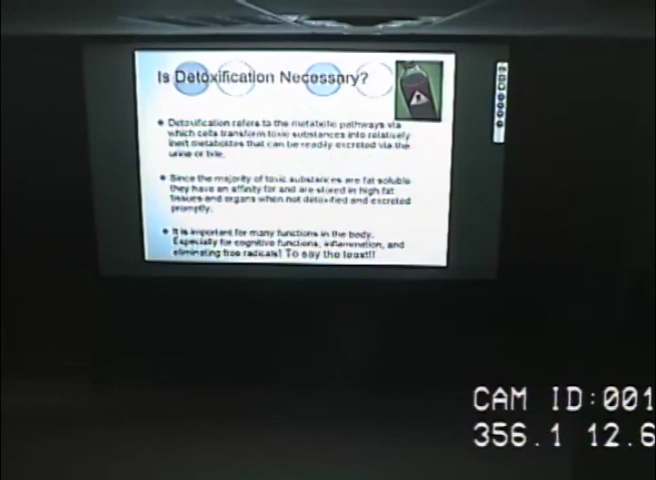 Is Detoxification Necessary?
Detoxification refers to the metabolic pathways via
which cells transform toxic substances into relatively
inert metabolites that can be readily excreted via the
urine or bile.
Since the majority of toxic substances are fat soluble
they have an affinity for and are stored in high fat
tissues and organs when not detoxified and excreted
promptly.
It is important for many functions in the body.
Especially for cognitive functions, inflammation, and
eliminating free radicals! To say the least!!
CAM ID:001
356.1 12.6